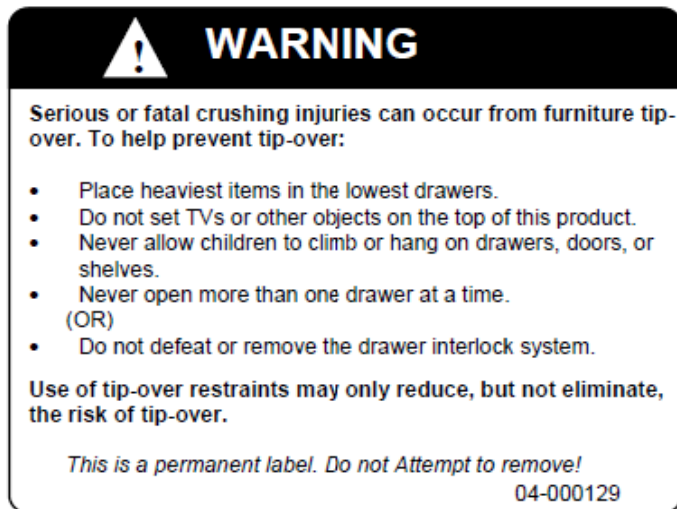 ! WARNING
Serious or fatal crushing injuries can occur from furniture tip-
over. To help prevent tip-over:
• Place heaviest items in the lowest drawers.
• Do not set TVs or other objects on the top of this product.
• Never allow children to climb or hang on drawers, doors, or
shelves.
• Never open more than one drawer at a time.
(OR)
• Do not defeat or remove the drawer interlock system.
Use of tip-over restraints may only reduce, but not eliminate,
the risk of tip-over.
This is a permanent label. Do not Attempt to remove!
04-000129